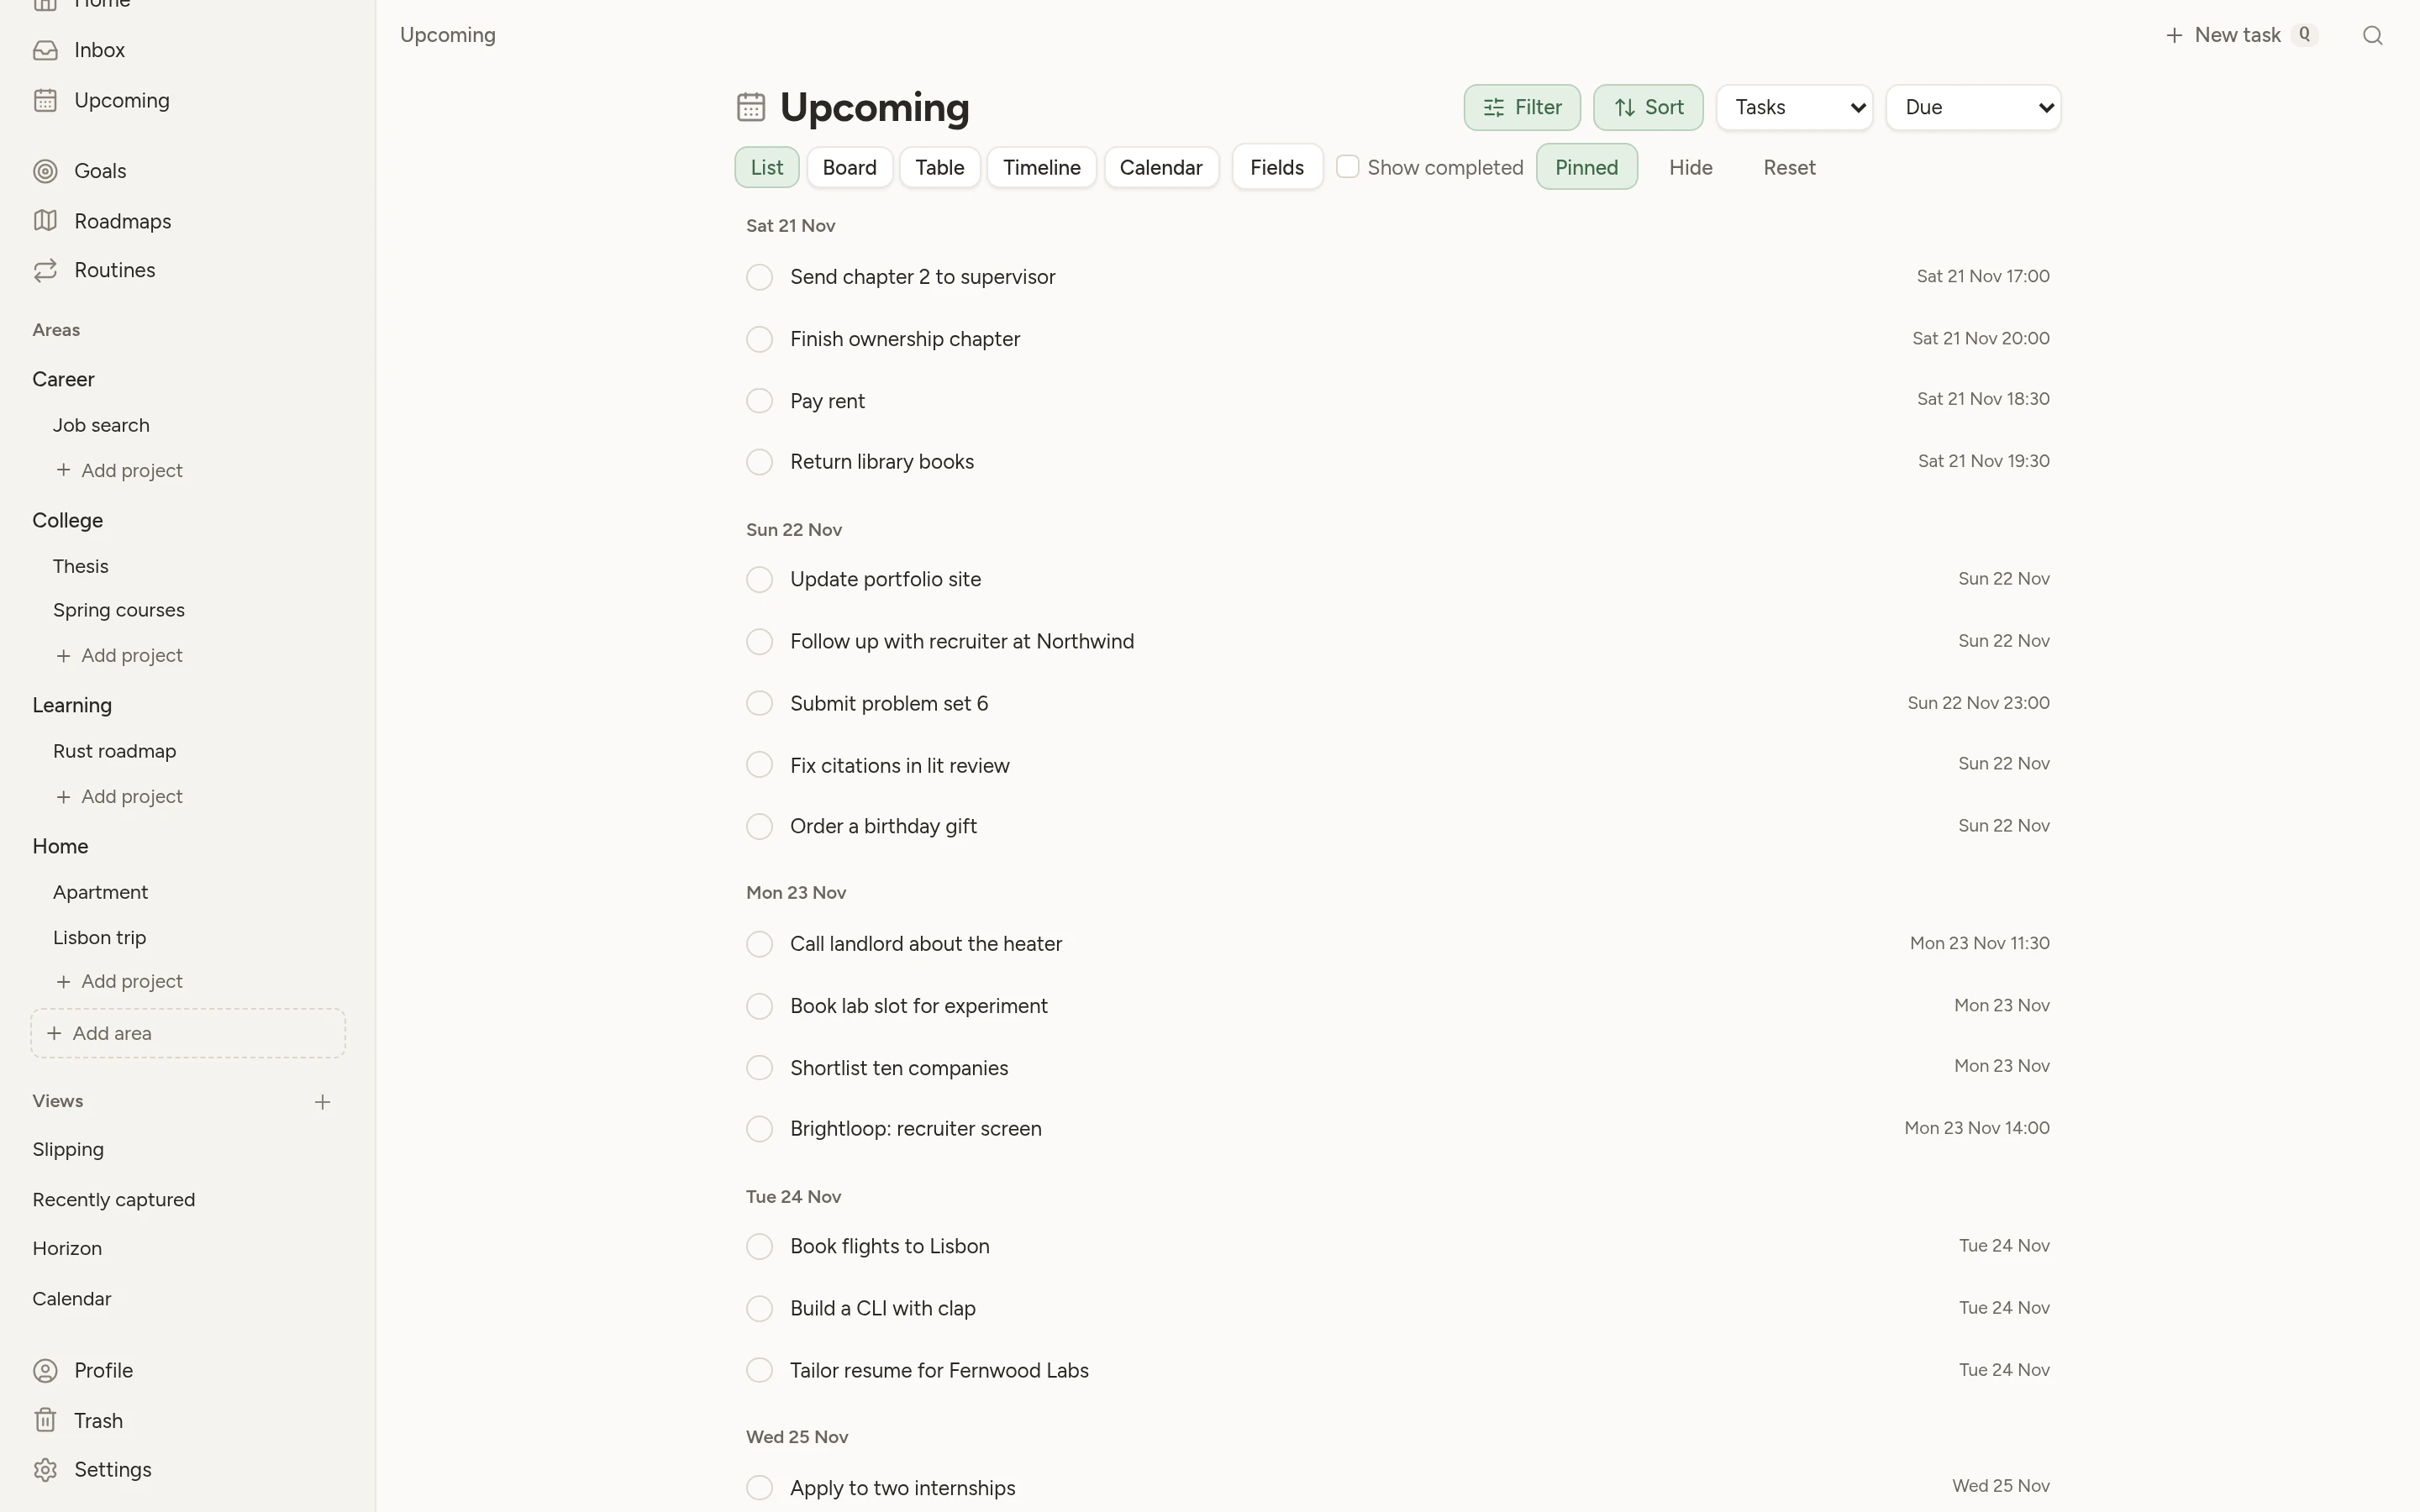 Home
Inbox
Upcoming
Goals
Roadmaps
Routines
Areas
Career
Job search
+ Add project
College
Thesis
Spring courses
+ Add project
Learning
Rust roadmap
+ Add project
Home
Apartment
Lisbon trip
+ Add project
+ Add area
Views +
Slipping
Recently captured
Horizon
Calendar
Profile
Trash
Settings
Upcoming
+ New task Q
Upcoming
Filter Sort Tasks Due
List Board Table Timeline Calendar Fields Show completed Pinned Hide Reset
Sat 21 Nov
Send chapter 2 to supervisor Sat 21 Nov 17:00
Finish ownership chapter Sat 21 Nov 20:00
Pay rent Sat 21 Nov 18:30
Return library books Sat 21 Nov 19:30
Sun 22 Nov
Update portfolio site Sun 22 Nov
Follow up with recruiter at Northwind Sun 22 Nov
Submit problem set 6 Sun 22 Nov 23:00
Fix citations in lit review Sun 22 Nov
Order a birthday gift Sun 22 Nov
Mon 23 Nov
Call landlord about the heater Mon 23 Nov 11:30
Book lab slot for experiment Mon 23 Nov
Shortlist ten companies Mon 23 Nov
Brightloop: recruiter screen Mon 23 Nov 14:00
Tue 24 Nov
Book flights to Lisbon Tue 24 Nov
Build a CLI with clap Tue 24 Nov
Tailor resume for Fernwood Labs Tue 24 Nov
Wed 25 Nov
Apply to two internships Wed 25 Nov